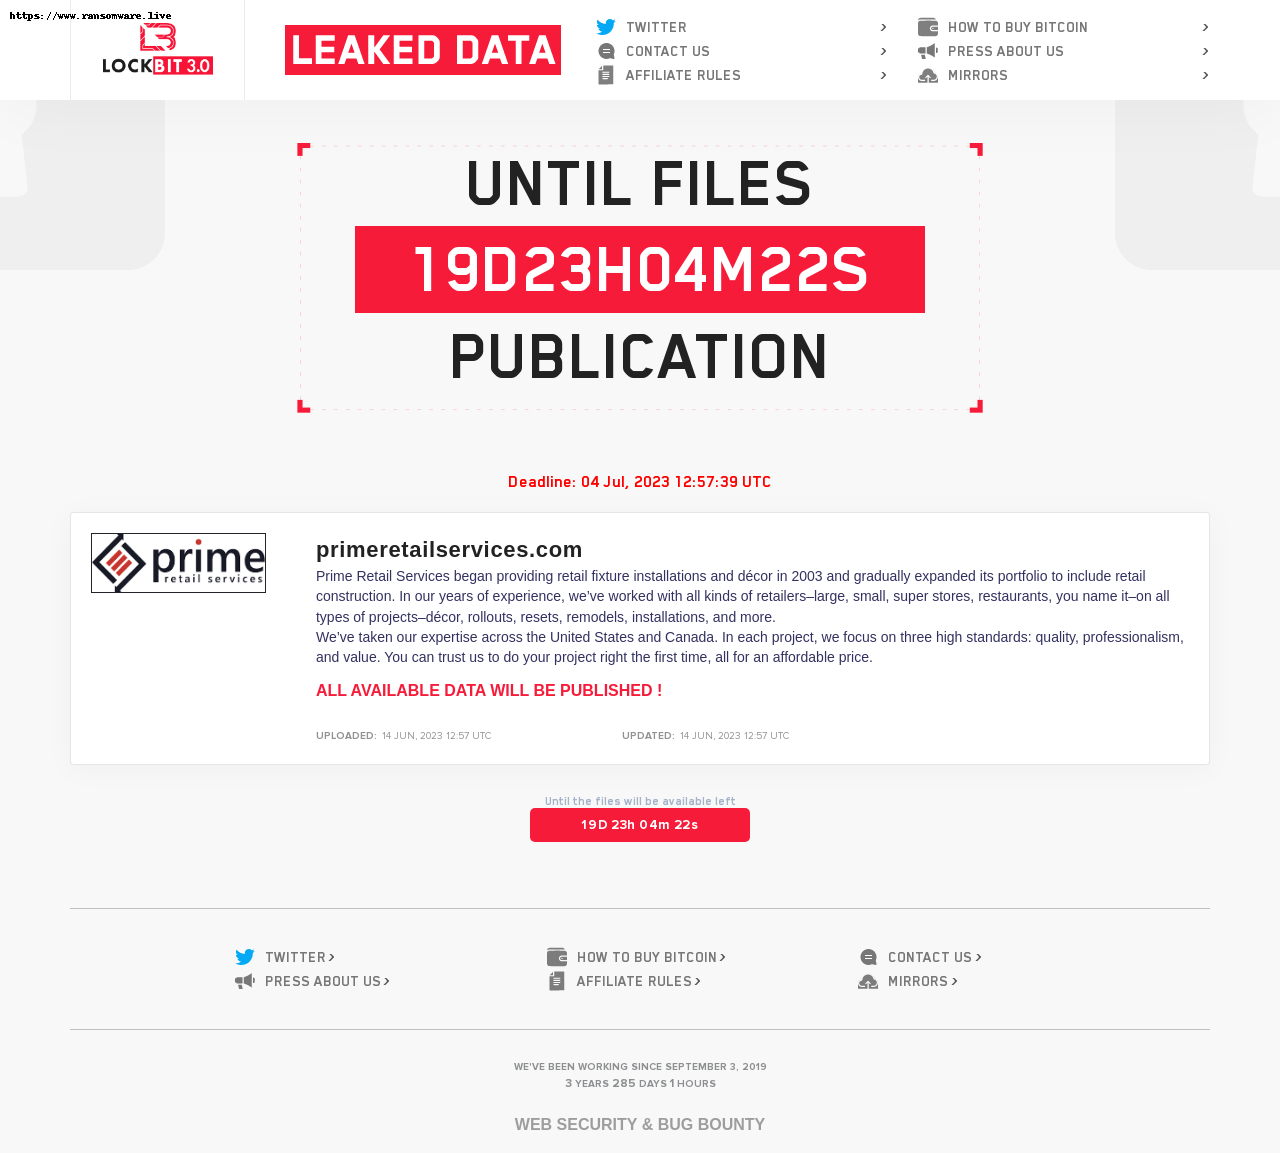 https://www.ransomware.live
LOCKBIT 3.0
LEAKED DATA
TWITTER
CONTACT US
AFFILIATE RULES
HOW TO BUY BITCOIN
PRESS ABOUT US
MIRRORS
UNTIL FILES
19D23H04M22S
PUBLICATION
Deadline: 04 Jul, 2023 12:57:39 UTC
prime
retail services
primeretailservices.com
Prime Retail Services began providing retail fixture installations and décor in 2003 and gradually expanded its portfolio to include retail
construction. In our years of experience, we’ve worked with all kinds of retailers–large, small, super stores, restaurants, you name it–on all
types of projects–décor, rollouts, resets, remodels, installations, and more.
We’ve taken our expertise across the United States and Canada. In each project, we focus on three high standards: quality, professionalism,
and value. You can trust us to do your project right the first time, all for an affordable price.
ALL AVAILABLE DATA WILL BE PUBLISHED !
UPLOADED: 14 JUN, 2023 12:57 UTC
UPDATED: 14 JUN, 2023 12:57 UTC
Until the files will be available left
19D 23h 04m 22s
TWITTER
PRESS ABOUT US
HOW TO BUY BITCOIN
AFFILIATE RULES
CONTACT US
MIRRORS
WE'VE BEEN WORKING SINCE SEPTEMBER 3, 2019
3 YEARS 285 DAYS 1 HOURS
WEB SECURITY & BUG BOUNTY